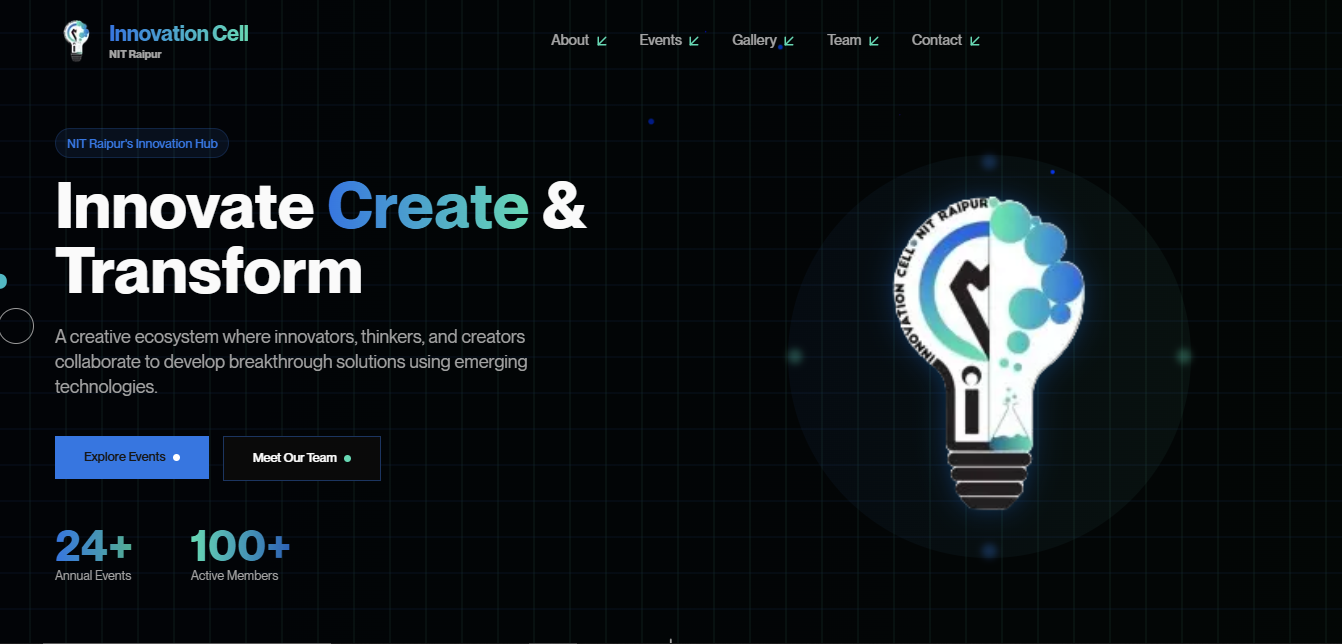 Innovation Cell
NIT Raipur
About
Events
Gallery
Team
Contact
NIT Raipur's Innovation Hub
Innovate Create &
Transform
A creative ecosystem where innovators, thinkers, and creators
collaborate to develop breakthrough solutions using emerging
technologies.
Explore Events
Meet Our Team
24+
Annual Events
100+
Active Members
INNOVATION CELL • NIT RAIPUR